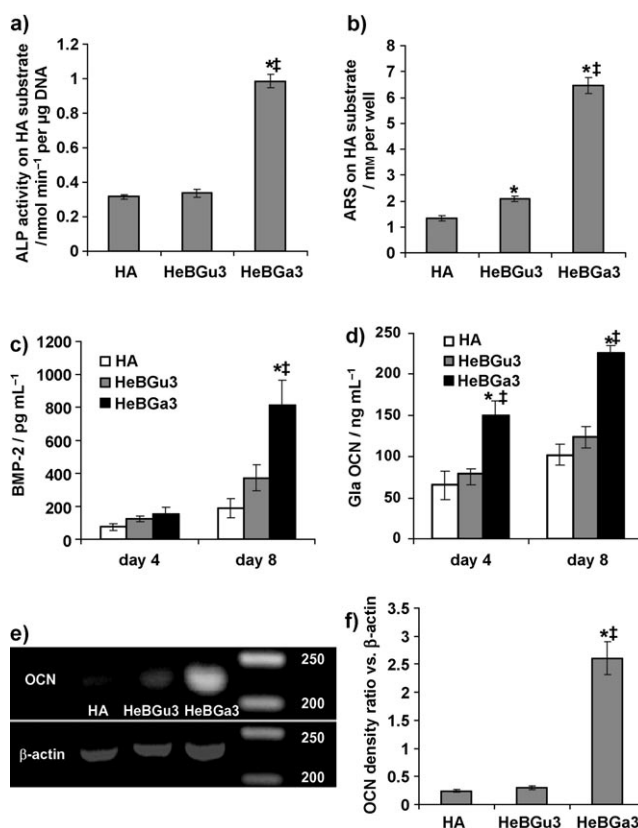 a)
ALP activity on HA substrate
/nmol min⁻¹ per µg DNA
1.2
1
0.8
0.6
0.4
0.2
0
*‡
HA HeBGu3 HeBGa3
b)
ARS on HA substrate
/ mM per well
8
7
6
5
4
3
2
1
0
*
*‡
HA HeBGu3 HeBGa3
c)
BMP-2 / pg mL⁻¹
1200
1000
800
600
400
200
0
HA
HeBGu3
HeBGa3
*‡
day 4 day 8
d)
Gla OCN / ng mL⁻¹
250
200
150
100
50
0
HA
HeBGu3
HeBGa3
* ‡
*‡
day 4 day 8
e)
OCN
HA HeBGu3 HeBGa3
250
200
β-actin
250
200
f)
OCN density ratio vs. β-actin
3.5
3
2.5
2
1.5
1
0.5
0
*‡
HA HeBGu3 HeBGa3